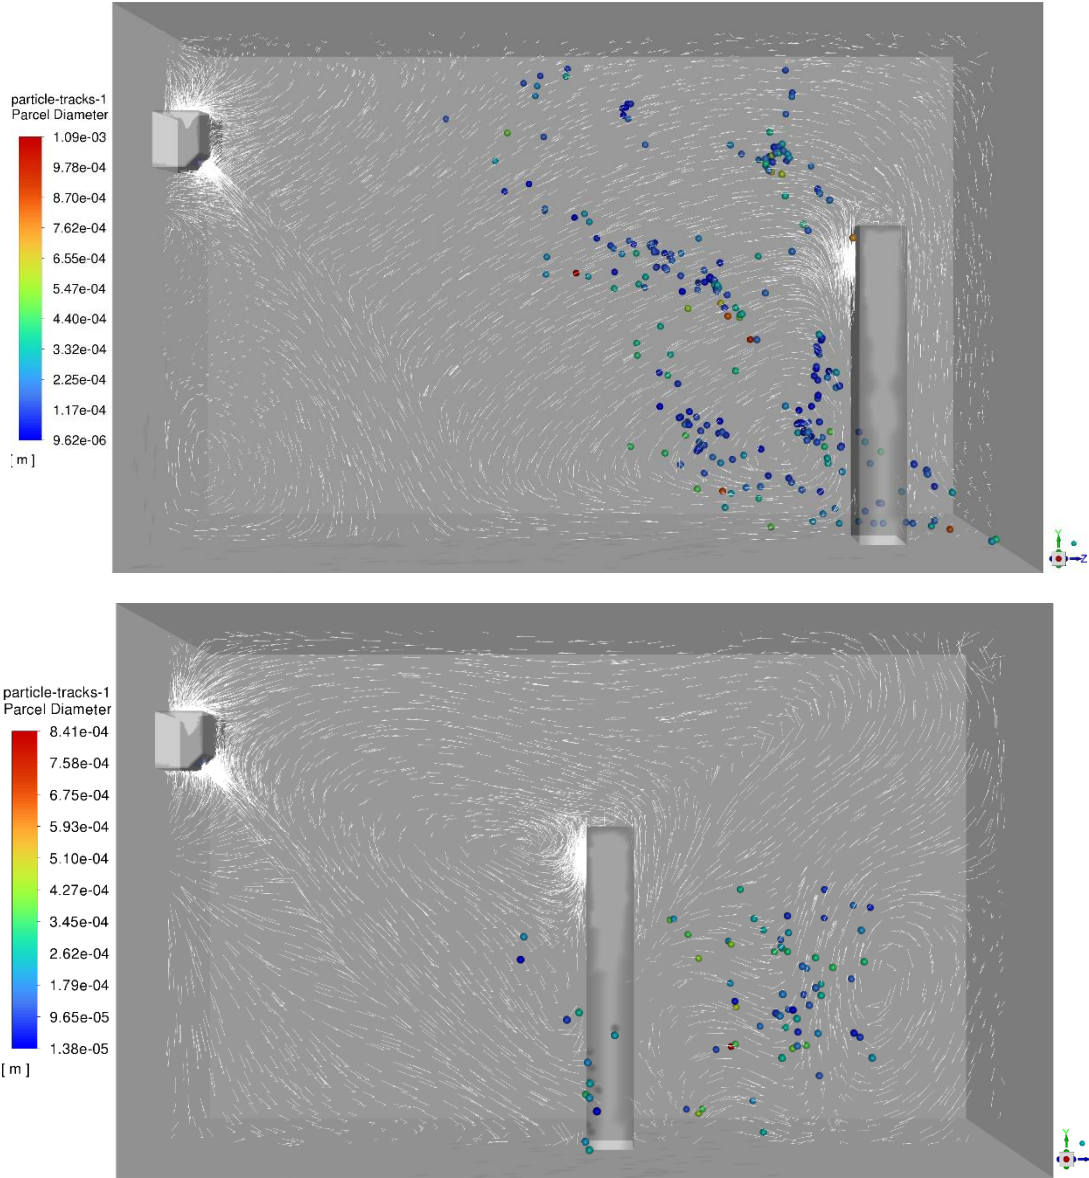 particle-tracks-1
Parcel Diameter
1.09e-03
9.78e-04
8.70e-04
7.62e-04
6.55e-04
5.47e-04
4.40e-04
3.32e-04
2.25e-04
1.17e-04
9.62e-06
[ m ]
Y
Z
particle-tracks-1
Parcel Diameter
8.41e-04
7.58e-04
6.75e-04
5.93e-04
5.10e-04
4.27e-04
3.45e-04
2.62e-04
1.79e-04
9.65e-05
1.38e-05
[ m ]
Y